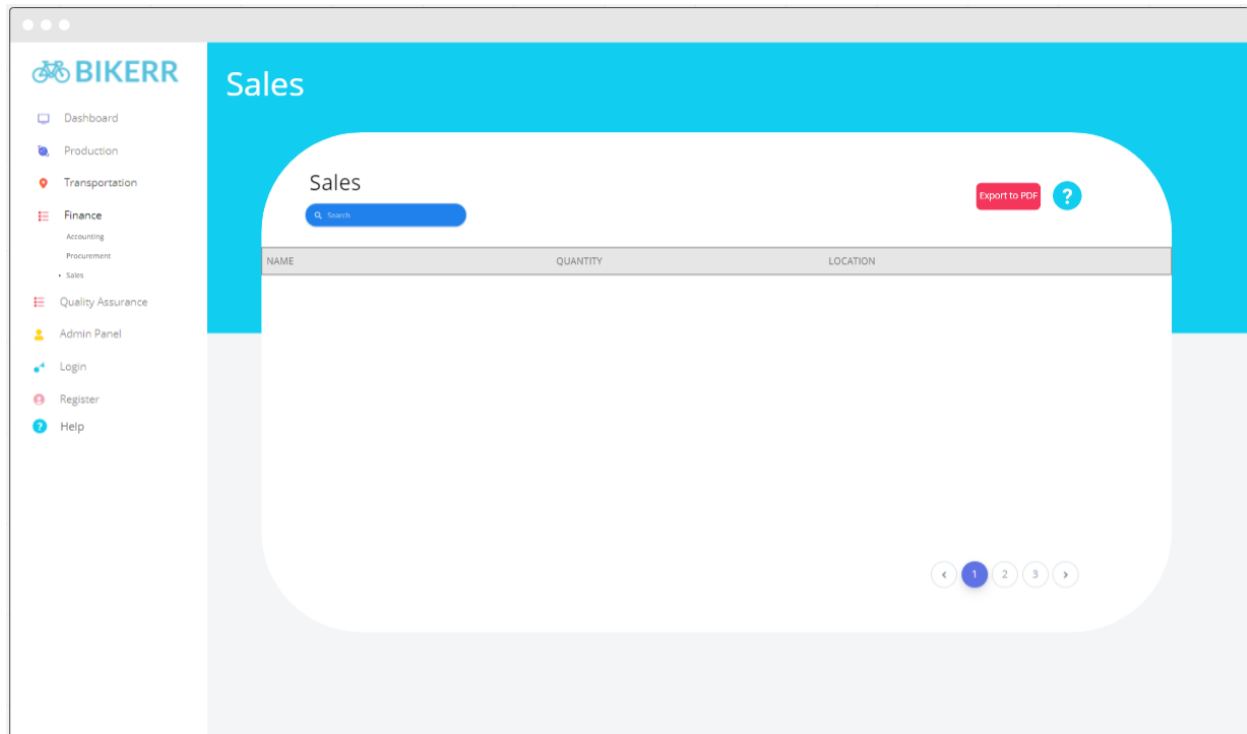 BIKERR
Dashboard
Production
Transportation
Finance
Accounting
Procurement
Sales
Quality Assurance
Admin Panel
Login
Register
? Help
Sales
Sales
Search
Export to PDF
?
NAME QUANTITY LOCATION
< 1 2 3 >